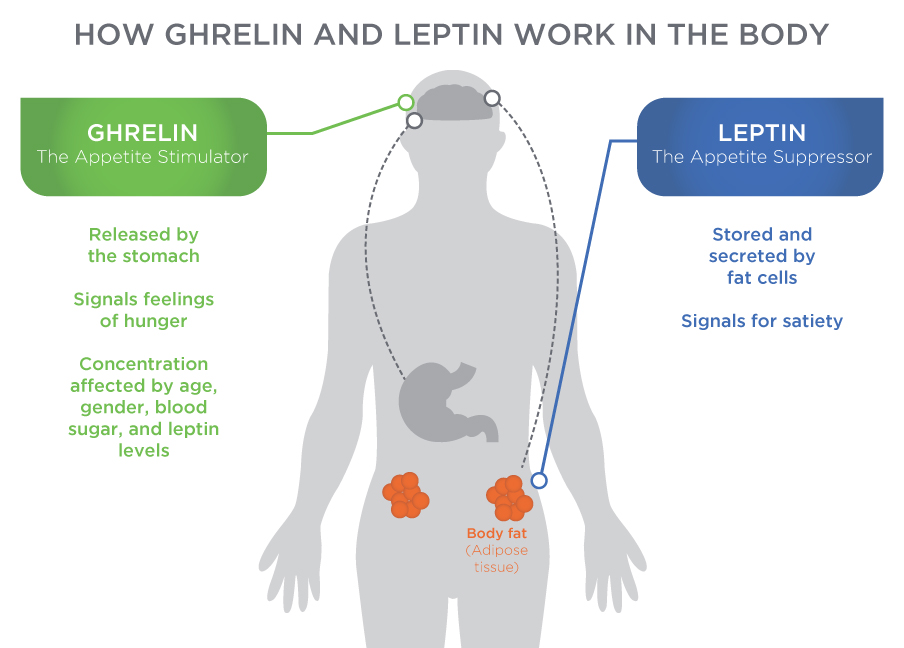 HOW GHRELIN AND LEPTIN WORK IN THE BODY
GHRELIN
The Appetite Stimulator
Released by
the stomach
Signals feelings
of hunger
Concentration
affected by age,
gender, blood
sugar, and leptin
levels
LEPTIN
The Appetite Suppressor
Stored and
secreted by
fat cells
Signals for satiety
Body fat
(Adipose
tissue)